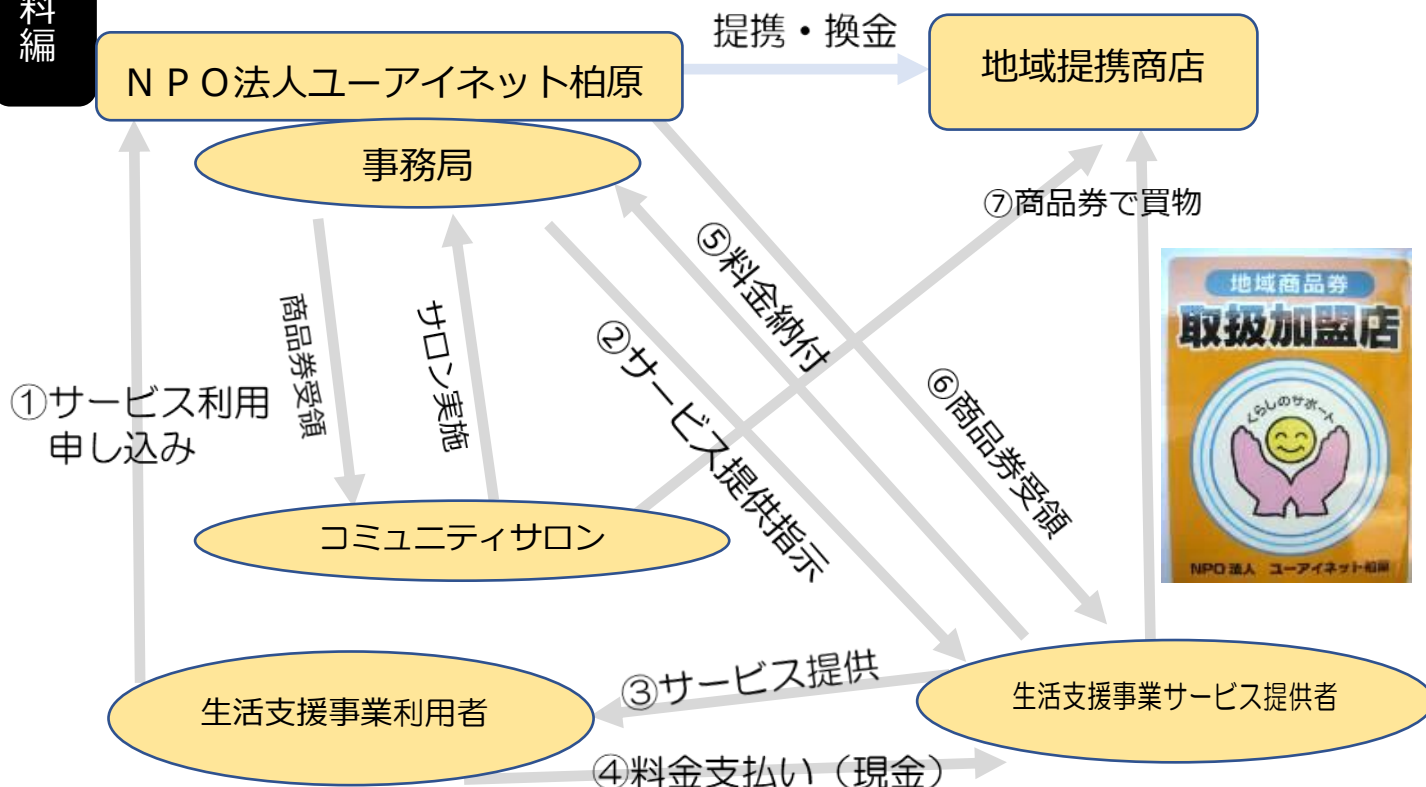 料編
提携・換金
ＮＰＯ法人ユーアイネット柏原
地域提携商店
事務局
⑦商品券で買物
⑤料金納付
地域商品券
取扱加盟店
くらしのサポート
NPO法人　ユーアイネット柏原
商品券受領
サロン実施
②サービス提供指示
⑥商品券受領
①サービス利用
申し込み
コミュニティサロン
③サービス提供
生活支援事業利用者
生活支援事業サービス提供者
④料金支払い（現金）